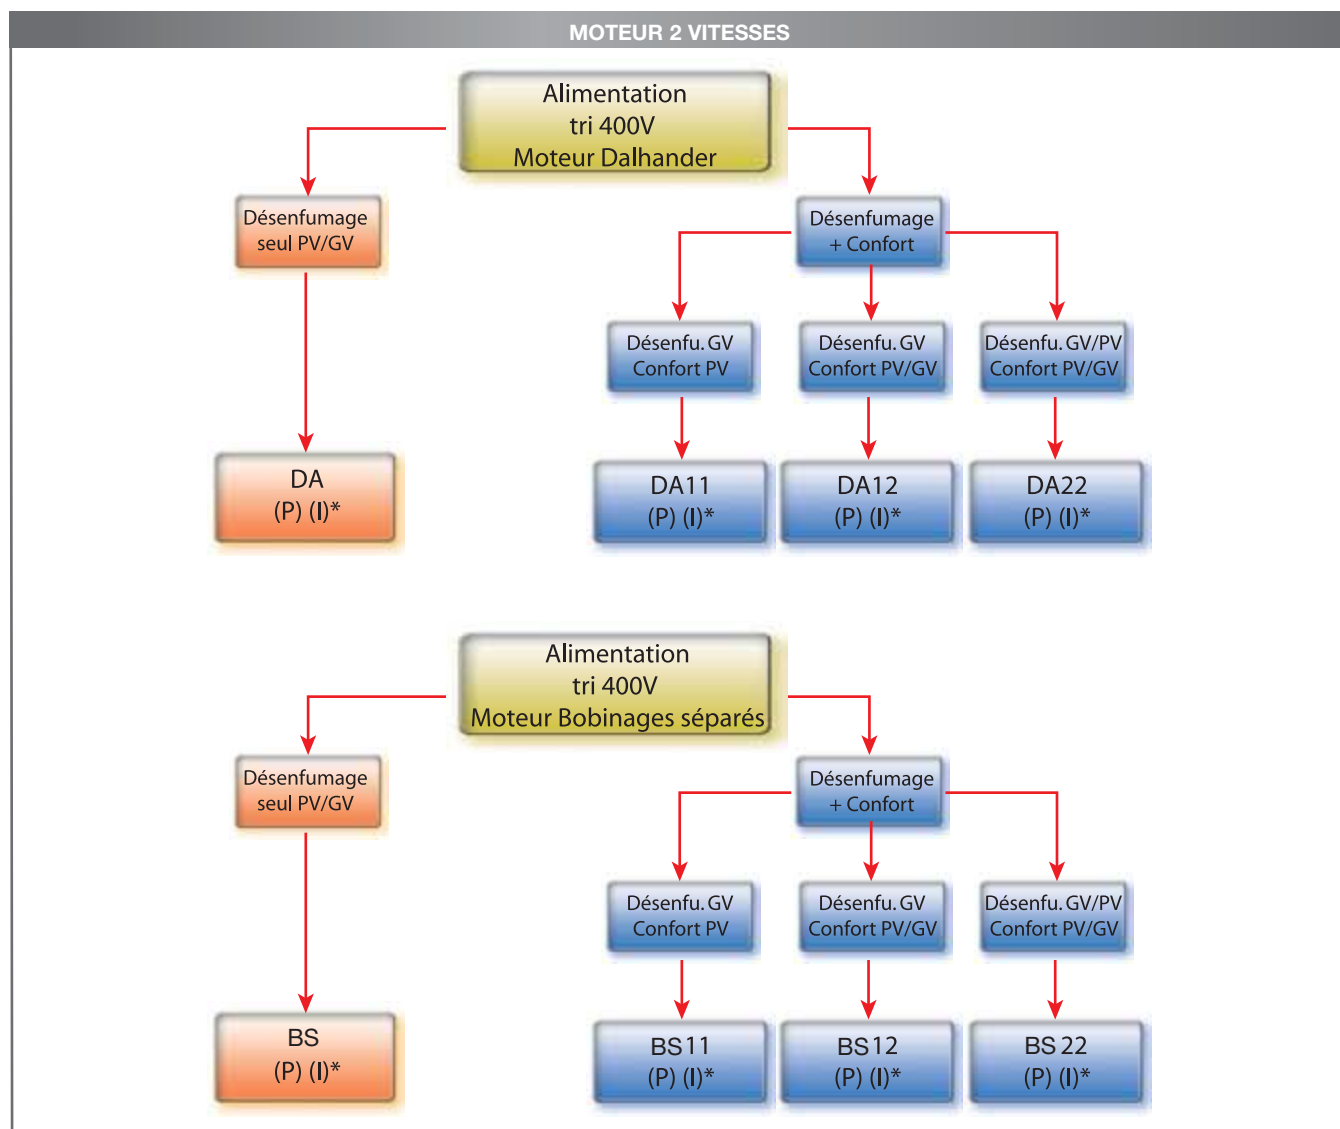 MOTEUR 2 VITESSES
Alimentation
tri 400V
Moteur Dalhander
Désenfumage
seul PV/GV
Désenfumage
+ Confort
Désenfu. GV
Confort PV
Désenfu. GV
Confort PV/GV
Désenfu. GV/PV
Confort PV/GV
DA
(P) (I)*
DA11
(P) (I)*
DA12
(P) (I)*
DA22
(P) (I)*
Alimentation
tri 400V
Moteur Bobinages séparés
Désenfumage
seul PV/GV
Désenfumage
+ Confort
Désenfu. GV
Confort PV
Désenfu. GV
Confort PV/GV
Désenfu. GV/PV
Confort PV/GV
BS
(P) (I)*
BS11
(P) (I)*
BS12
(P) (I)*
BS 22
(P) (I)*